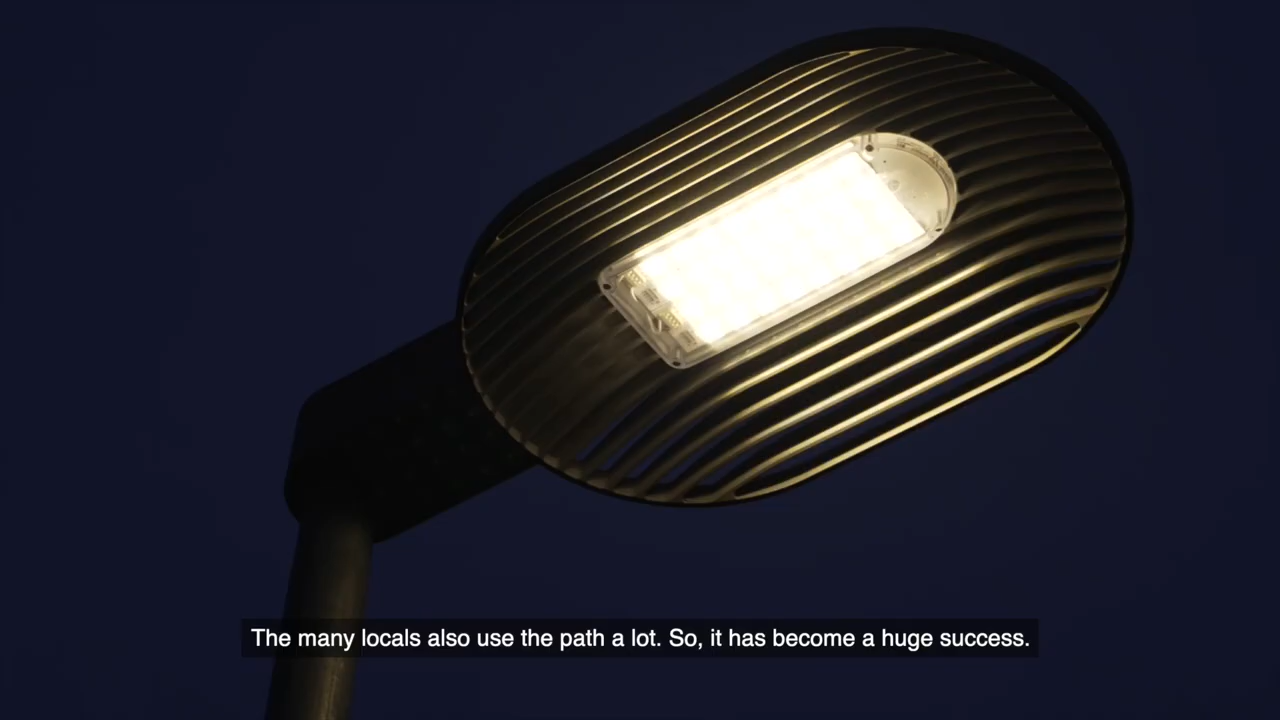 The many locals also use the path a lot. So, it has become a huge success.